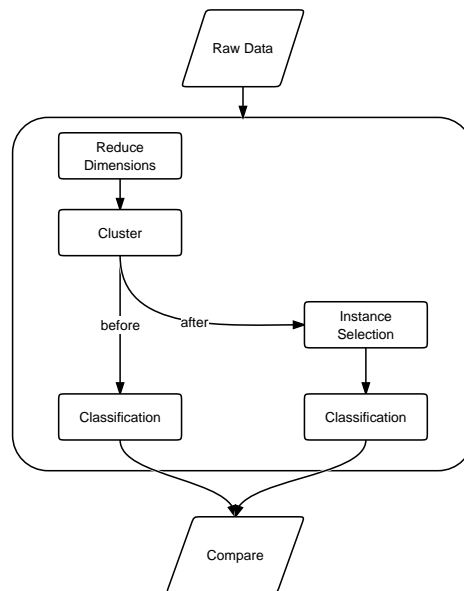 Raw Data
Reduce
Dimensions
Cluster
before
after
Instance
Selection
Classification
Classification
Compare